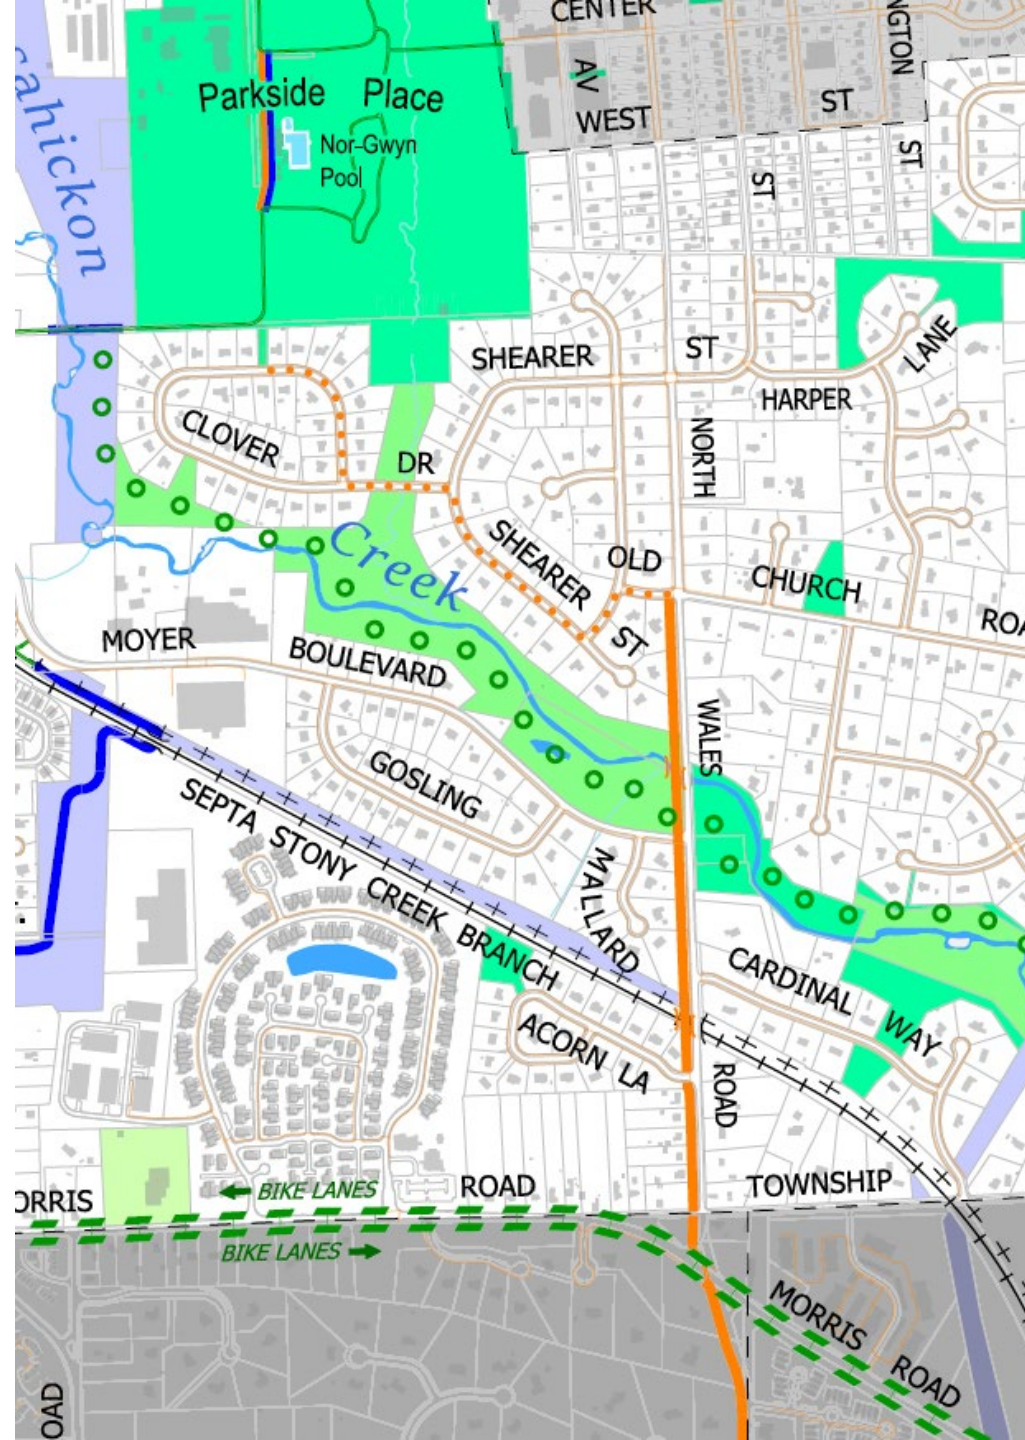 CENTER
NGTON
AV
WEST
ST
ST
ST
Parkside Place
Nor-Gwyn
Pool
ahickon
SHEARER
ST
LANE
HARPER
CLOVER
DR
NORTH
Creek
SHEARER
ST
OLD
CHURCH
ROA
MOYER
BOULEVARD
WALES
GOSLING
SEPTA STONY CREEK BRANCH
MALLARD
CARDINAL
WAY
ACORN LA
ROAD
ORRIS
BIKE LANES
ROAD
TOWNSHIP
BIKE LANES
MORRIS
ROAD
OAD